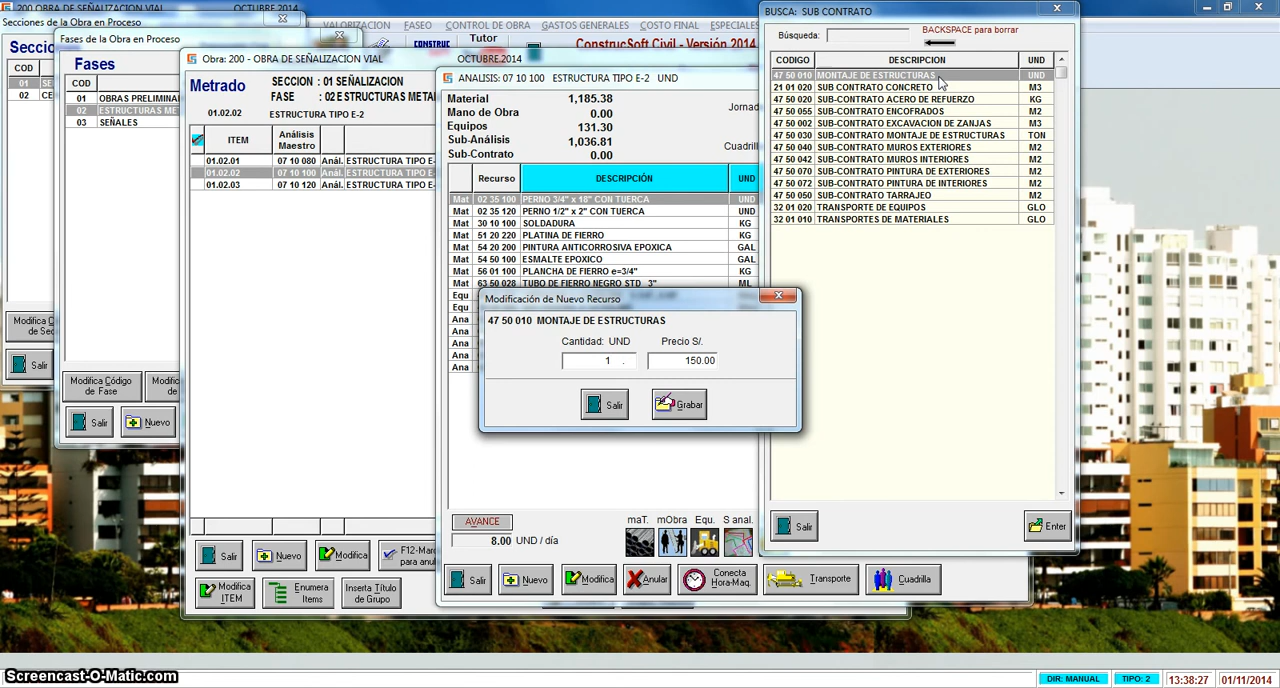 200 OBRA DE SEÑALIZACION VIAL OCTUBRE.2014
VALORIZACION FASEO CONTROL DE OBRA GASTOS GENERALES COSTO FINAL ESPECIALES
CONSTRUC Tutor ConstrucSoft Civil - Versión 2014
Secciones de la Obra en Proceso
Seccio
COD
01 SE
02 CE
Modifica C
de Sec
Salir
Fases de la Obra en Proceso
Fases
COD
01 OBRAS PRELIMINA
02 ESTRUCTURAS META
03 SEÑALES
Modifica Código
de Fase
Modific
de
Salir
Nuevo
Obra: 200 - OBRA DE SEÑALIZACION VIAL OCTUBRE.2014
Metrado
SECCION : 01 SEÑALIZACION
FASE : 02 ESTRUCTURAS METAL
01.02.02 ESTRUCTURA TIPO E-2
ITEM Análisis Maestro
01.02.01 07 10 080 Anál. ESTRUCTURA TIPO E-
01.02.02 07 10 100 Anál. ESTRUCTURA TIPO E-
01.02.03 07 10 120 Anál. ESTRUCTURA TIPO E-
Salir
Nuevo
Modifica
F12-Marc
para anul
Modifica
ITEM
Enumera
Items
Inserta Título
de Grupo
ANALISIS: 07 10 100 ESTRUCTURA TIPO E-2 UND
Material 1,185.38
Mano de Obra 0.00
Equipos 131.30
Sub-Análisis 1,036.81
Sub-Contrato 0.00
Jornad
Cuadrill
Recurso DESCRIPCIÓN UND
Mat 02 35 100 PERNO 3/4" x 18" CON TUERCA UND
Mat 02 35 120 PERNO 1/2" x 2" CON TUERCA UND
Mat 30 10 100 SOLDADURA KG
Mat 51 20 220 PLATINA DE FIERRO KG
Mat 54 20 200 PINTURA ANTICORROSIVA EPOXICA GAL
Mat 54 50 100 ESMALTE EPOXICO GAL
Mat 56 01 100 PLANCHA DE FIERRO e=3/4" KG
Mat 63 50 028 TUBO DE FIERRO NEGRO STD 3" ML
Equ
Equ
Ana
Ana
Ana
Ana
AVANCE
8.00 UND / día
maT. mObra Equ. S anal.
Salir
Nuevo
Modifica
Anular
Conecta
Hora-Maq.
Transporte
Cuadrilla
Modificación de Nuevo Recurso
47 50 010 MONTAJE DE ESTRUCTURAS
Cantidad: UND Precio S/.
1 . 150.00
Salir
Grabar
BUSCA: SUB CONTRATO
Búsqueda:
BACKSPACE para borrar
CODIGO DESCRIPCION UND
47 50 010 MONTAJE DE ESTRUCTURAS UND
21 01 020 SUB CONTRATO CONCRETO M3
47 50 020 SUB-CONTRATO ACERO DE REFUERZO KG
47 50 055 SUB-CONTRATO ENCOFRADOS M2
47 50 002 SUB-CONTRATO EXCAVACION DE ZANJAS M3
47 50 030 SUB-CONTRATO MONTAJE DE ESTRUCTURAS TON
47 50 040 SUB-CONTRATO MUROS EXTERIORES M2
47 50 042 SUB-CONTRATO MUROS INTERIORES M2
47 50 070 SUB-CONTRATO PINTURA DE EXTERIORES M2
47 50 072 SUB-CONTRATO PINTURA DE INTERIORES M2
47 50 050 SUB-CONTRATO TARRAJEO M2
32 01 020 TRANSPORTE DE EQUIPOS GLO
32 01 010 TRANSPORTES DE MATERIALES GLO
Salir
Enter
Screencast-O-Matic.com
DIR: MANUAL TIPO: 2 13:38:27 01/11/2014